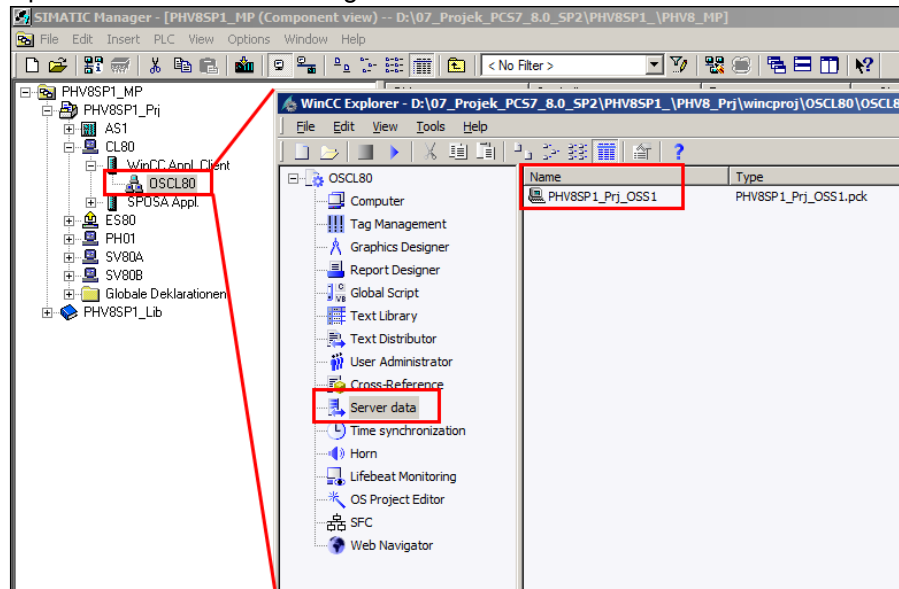 SIMATIC Manager - [PHV8SP1_MP (Component view) -- D:\07_Projek_PCS7_8.0_SP2\PHV8SP1_\PHV8_MP]
File Edit Insert PLC View Options Window Help
< No Filter >
PHV8SP1_MP
PHV8SP1_Prj
AS1
CL80
WinCC Appl. Client
OSCL80
SPOSA Appl.
ES80
PH01
SV80A
SV80B
Globale Deklarationen
PHV8SP1_Lib
WinCC Explorer - D:\07_Projek_PCS7_8.0_SP2\PHV8SP1_\PHV8_Prj\wincproj\OSCL80\OSCL8
File Edit View Tools Help
OSCL80
Computer
Tag Management
Graphics Designer
Report Designer
Global Script
Text Library
Text Distributor
User Administrator
Cross-Reference
Server data
Time synchronization
Horn
Lifebeat Monitoring
OS Project Editor
SFC
Web Navigator
Name Type
PHV8SP1_Prj_OSS1 PHV8SP1_Prj_OSS1.pck